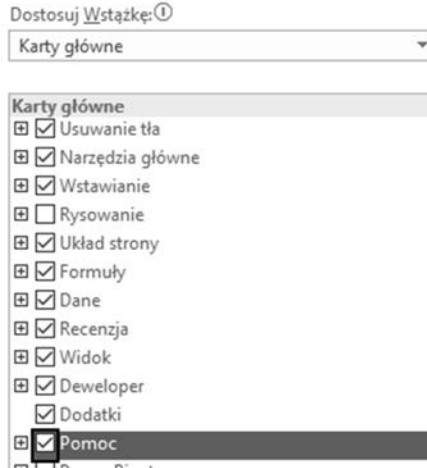 Dostosuj Wstążkę:
Karty główne
Karty główne
Usuwanie tła
Narzędzia główne
Wstawianie
Rysowanie
Układ strony
Formuły
Dane
Recenzja
Widok
Deweloper
Dodatki
Pomoc